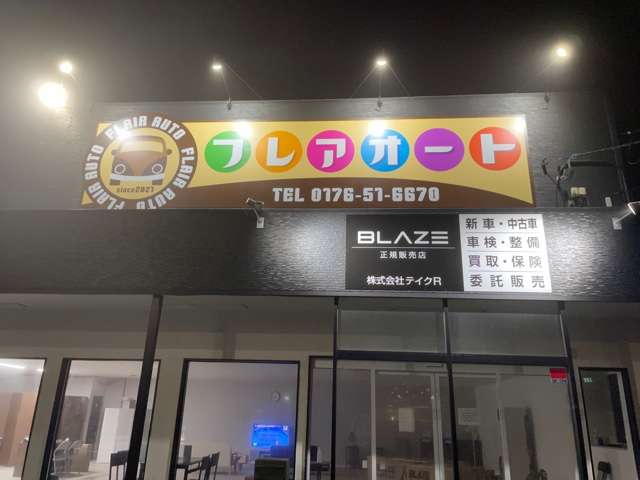 FLAIR AUTO
FLAIR AUTO
FLAIR AUTO
since2021
フレアオート
TEL 0176-51-6670
BLAZE
正規販売店
株式会社テイクR
新車・中古車
車検・整備
買取・保険
委託販売